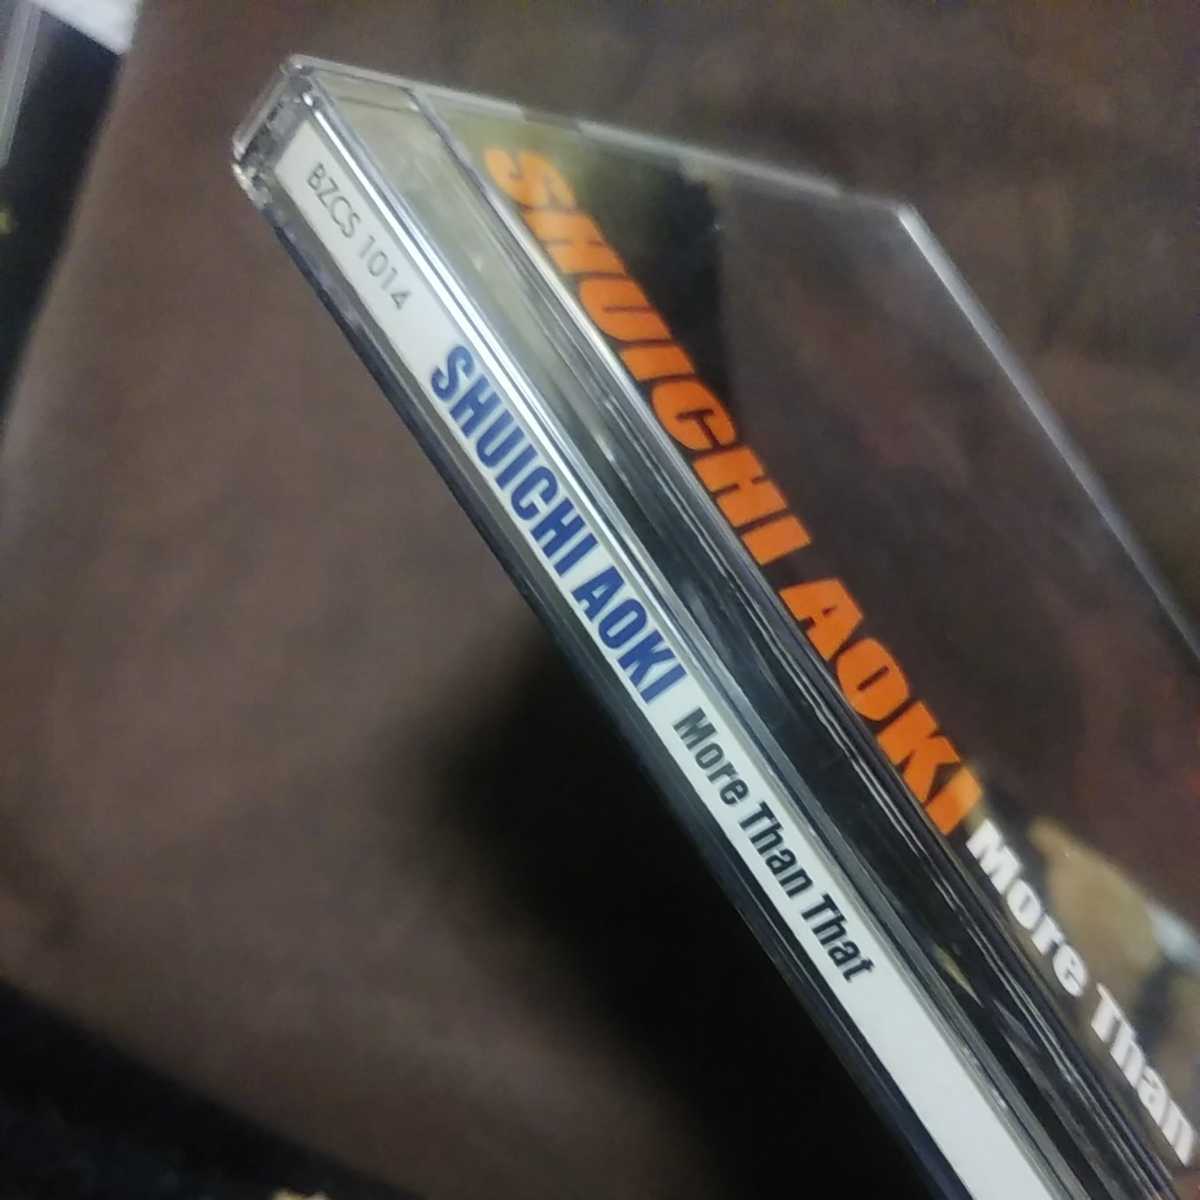 BZCS 1014 SHUICHI AOKI More Than That
SHUICHI AOKI More Than